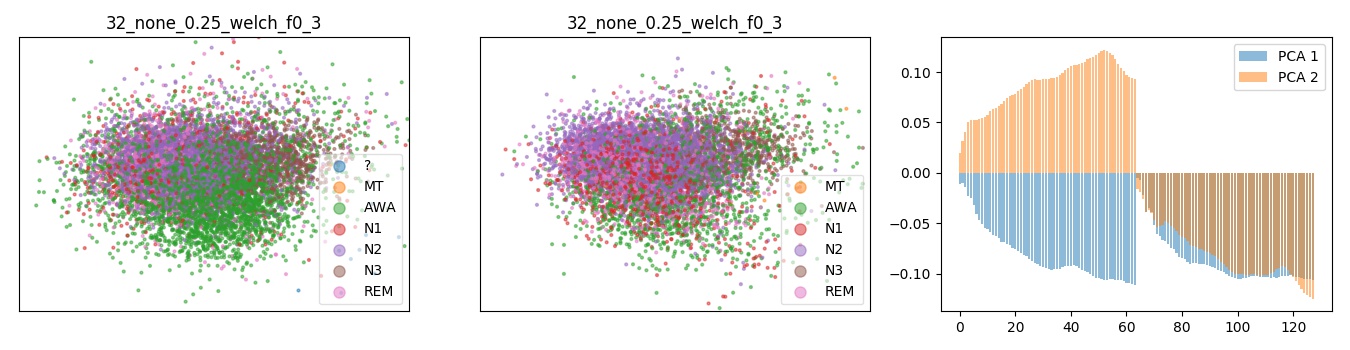 32_none_0.25_welch_f0_3
?
MT
AWA
N1
N2
N3
REM
32_none_0.25_welch_f0_3
MT
AWA
N1
N2
N3
REM
PCA 1
PCA 2
0.10
0.05
0.00
−0.05
−0.10
0 20 40 60 80 100 120